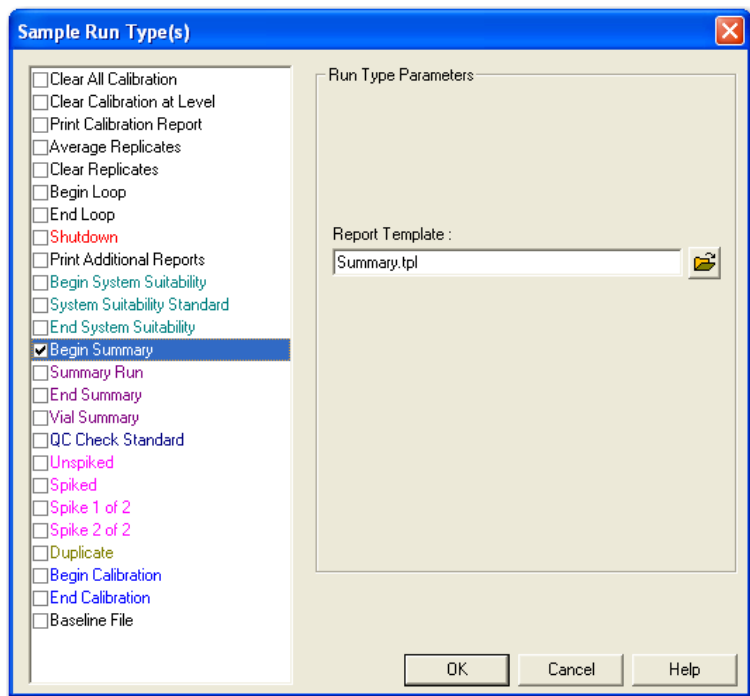 Sample Run Type(s)
Clear All Calibration
Clear Calibration at Level
Print Calibration Report
Average Replicates
Clear Replicates
Begin Loop
End Loop
Shutdown
Print Additional Reports
Begin System Suitability
System Suitability Standard
End System Suitability
Begin Summary
Summary Run
End Summary
Vial Summary
QC Check Standard
Unspiked
Spiked
Spike 1 of 2
Spike 2 of 2
Duplicate
Begin Calibration
End Calibration
Baseline File
Run Type Parameters
Report Template :
Summary.tpl
OK
Cancel
Help